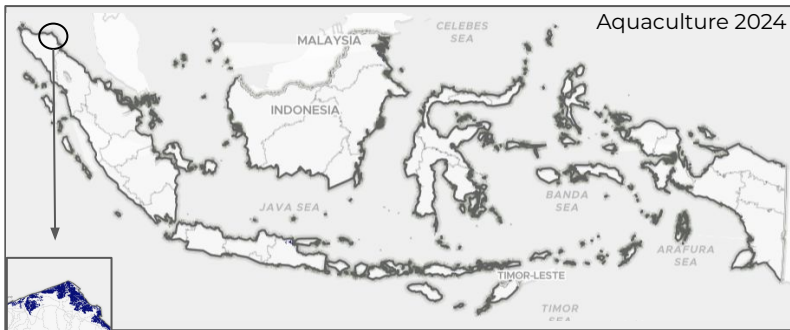 Aquaculture 2024
CELEBES
SEA
MALAYSIA
INDONESIA
JAVA SEA
BANDA
SEA
ARAFURA
SEA
TIMOR-LESTE
TIMOR
SEA